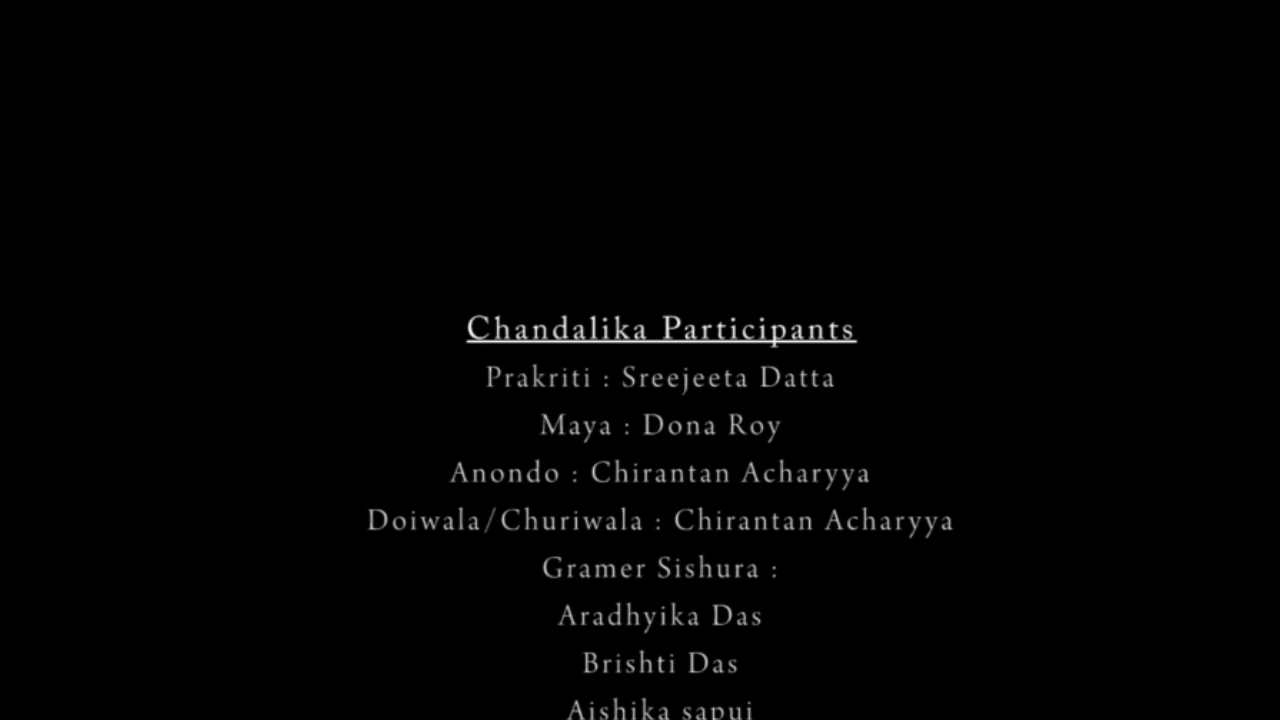 Chandalika Participants
Prakriti : Sreejeeta Datta
Maya : Dona Roy
Anondo : Chirantan Acharyya
Doiwala/Churiwala : Chirantan Acharyya
Gramer Sishura :
Aradhyika Das
Brishti Das
Aishika sapui